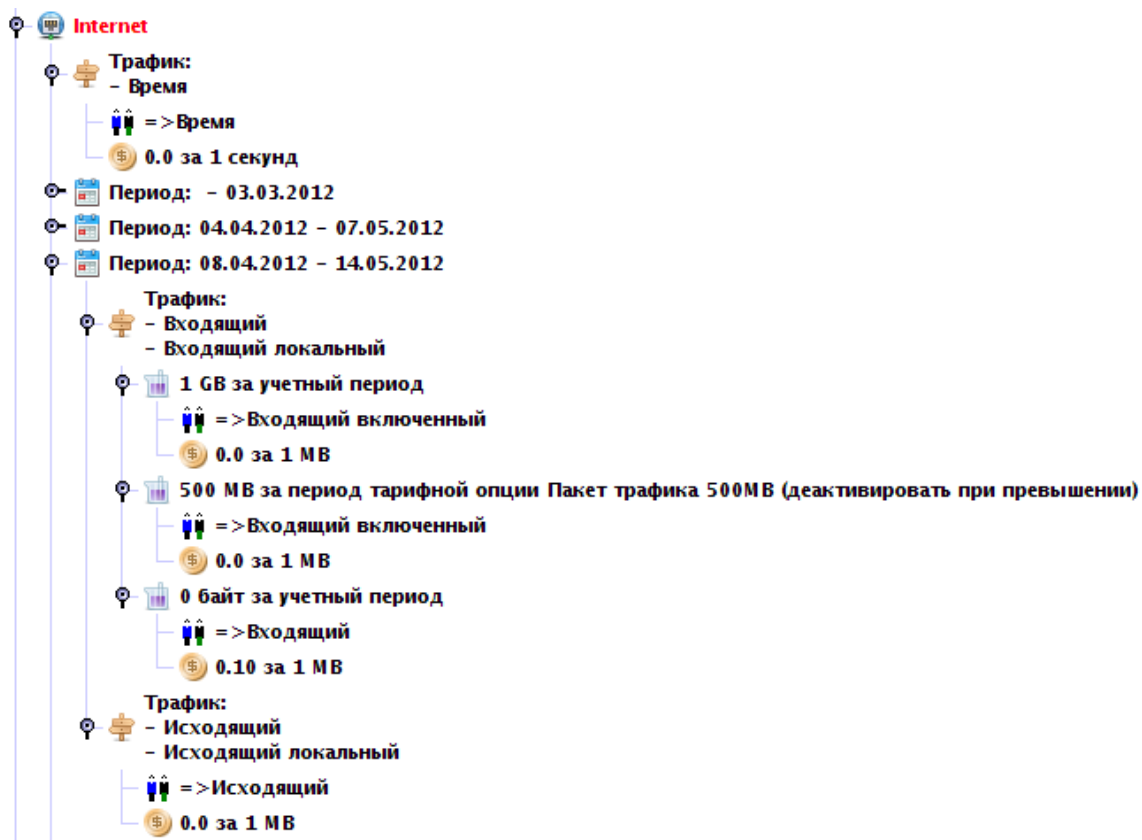 Internet
Трафик:
- Время
=>Время
0.0 за 1 секунд
Период:  - 03.03.2012
Период: 04.04.2012 - 07.05.2012
Период: 08.04.2012 - 14.05.2012
Трафик:
- Входящий
- Входящий локальный
1 GB за учетный период
=>Входящий включенный
0.0 за 1 MB
500 MB за период тарифной опции Пакет трафика 500MB (деактивировать при превышении)
=>Входящий включенный
0.0 за 1 MB
0 байт за учетный период
=>Входящий
0.10 за 1 MB
Трафик:
- Исходящий
- Исходящий локальный
=>Исходящий
0.0 за 1 MB